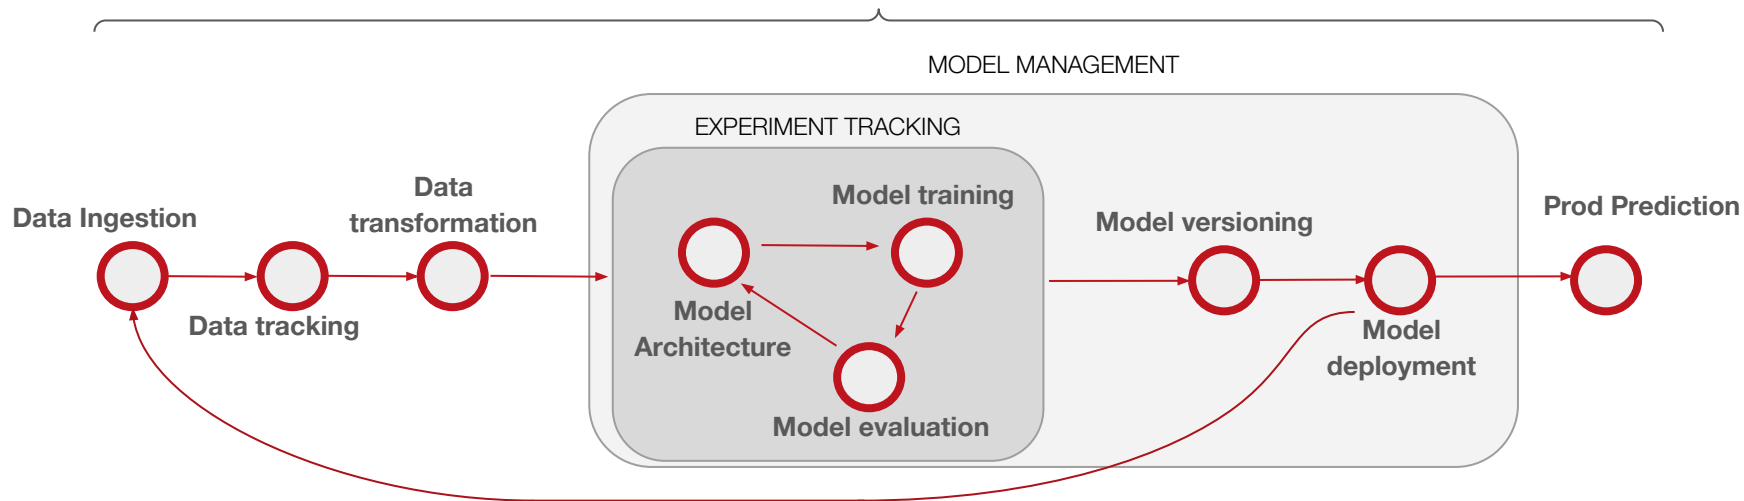 MODEL MANAGEMENT
EXPERIMENT TRACKING
Data Ingestion
Data tracking
Data
transformation
Model
Architecture
Model training
Model evaluation
Model versioning
Model
deployment
Prod Prediction